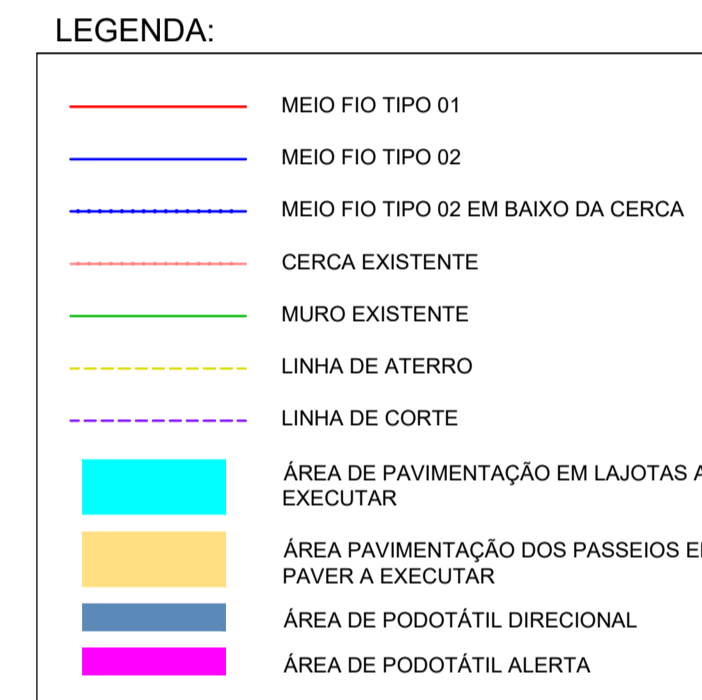 LEGENDA:
MEIO FIO TIPO 01
MEIO FIO TIPO 02
MEIO FIO TIPO 02 EM BAIXO DA CERCA
CERCA EXISTENTE
MURO EXISTENTE
LINHA DE ATERRO
LINHA DE CORTE
ÁREA DE PAVIMENTAÇÃO EM LAJOTAS A
EXECUTAR
ÁREA PAVIMENTAÇÃO DOS PASSEIOS
PAVER A EXECUTAR
ÁREA DE PODOTÁTIL DIRECIONAL
ÁREA DE PODOTÁTIL ALERTA